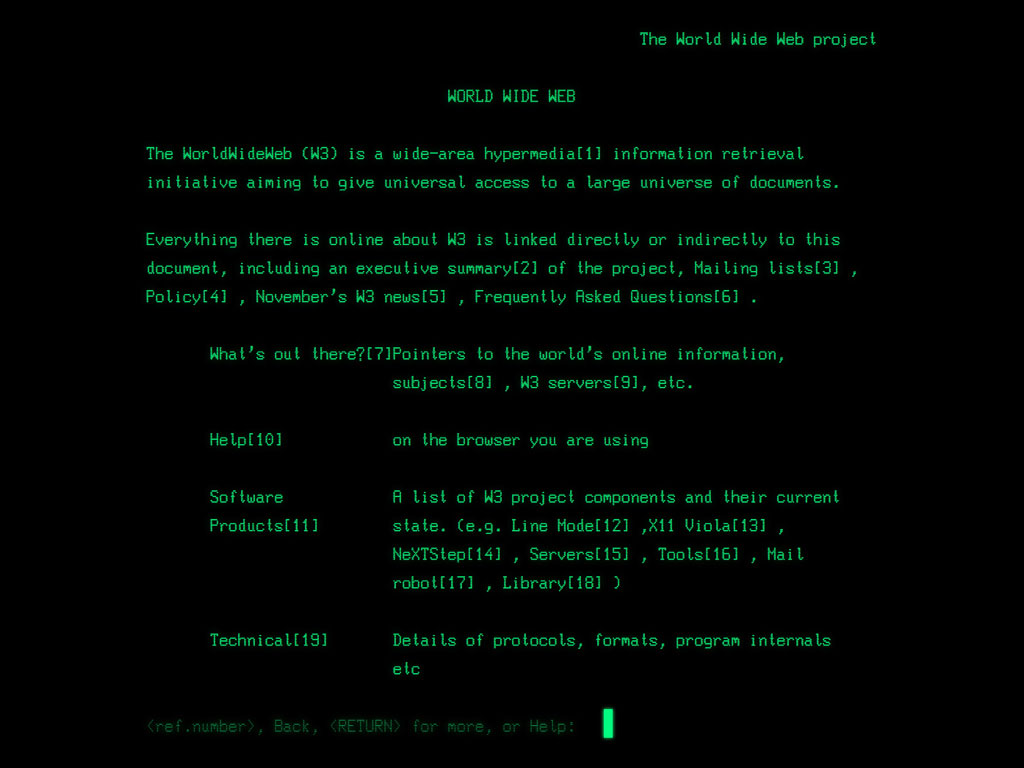 The World Wide Web project
WORLD WIDE WEB
The WorldWideWeb (W3) is a wide-area hypermedia[1] information retrieval
initiative aiming to give universal access to a large universe of documents.
Everything there is online about W3 is linked directly or indirectly to this
document, including an executive summary[2] of the project, Mailing lists[3] ,
Policy[4] , November's W3 news[5] , Frequently Asked Questions[6] .
What's out there?[7]Pointers to the world's online information,
subjects[8] , W3 servers[9], etc.
Help[10] on the browser you are using
Software A list of W3 project components and their current
Products[11] state. (e.g. Line Mode[12] ,X11 Viola[13] ,
NeXTStep[14] , Servers[15] , Tools[16] , Mail
robot[17] , Library[18] )
Technical[19] Details of protocols, formats, program internals
etc
<ref.number>, Back, <RETURN> for more, or Help: